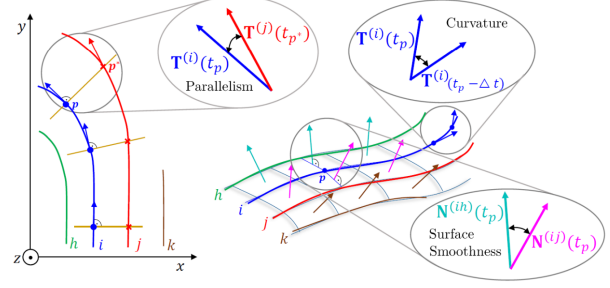 y
T⁽ʲ⁾(tₚ*)
T⁽ⁱ⁾(tₚ)
Parallelism
p*
p
h
i
j
k
z
x
T⁽ⁱ⁾(tₚ)
Curvature
T⁽ⁱ⁾(tₚ − △ t)
p
h
i
j
k
N⁽ⁱʰ⁾(tₚ)
Surface
Smoothness
N⁽ⁱʲ⁾(tₚ)